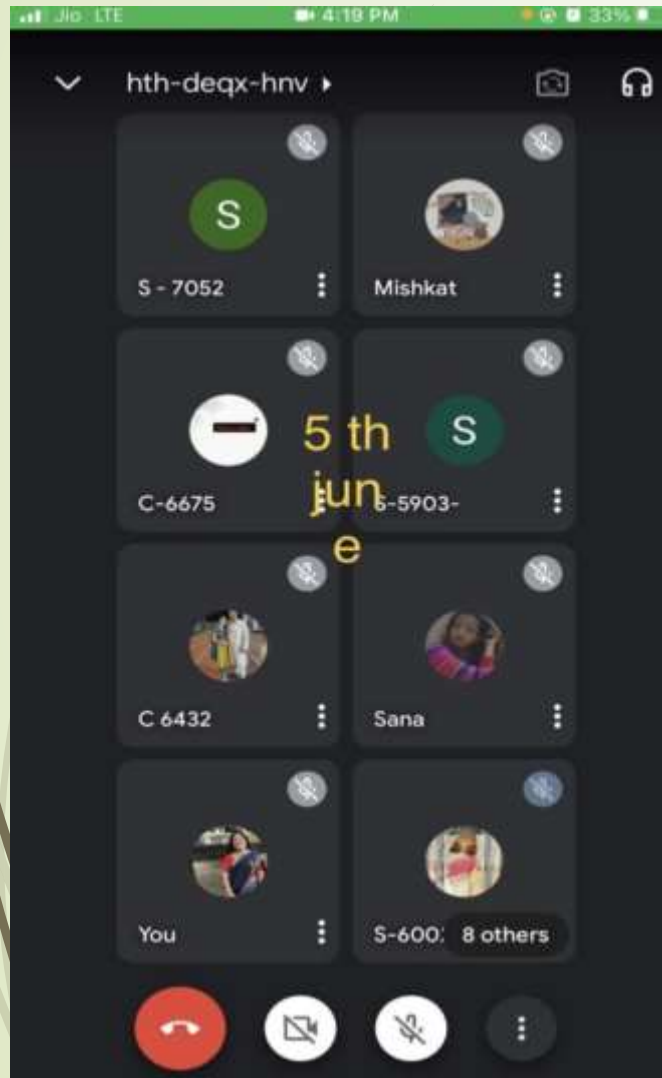 Jio LTE 4:19 PM 33%
hth-deqx-hnv
S
S - 7052
Mishkat
C-6675
S
S-5903-
5 th
jun
e
C 6432
Sana
You
S-600
8 others